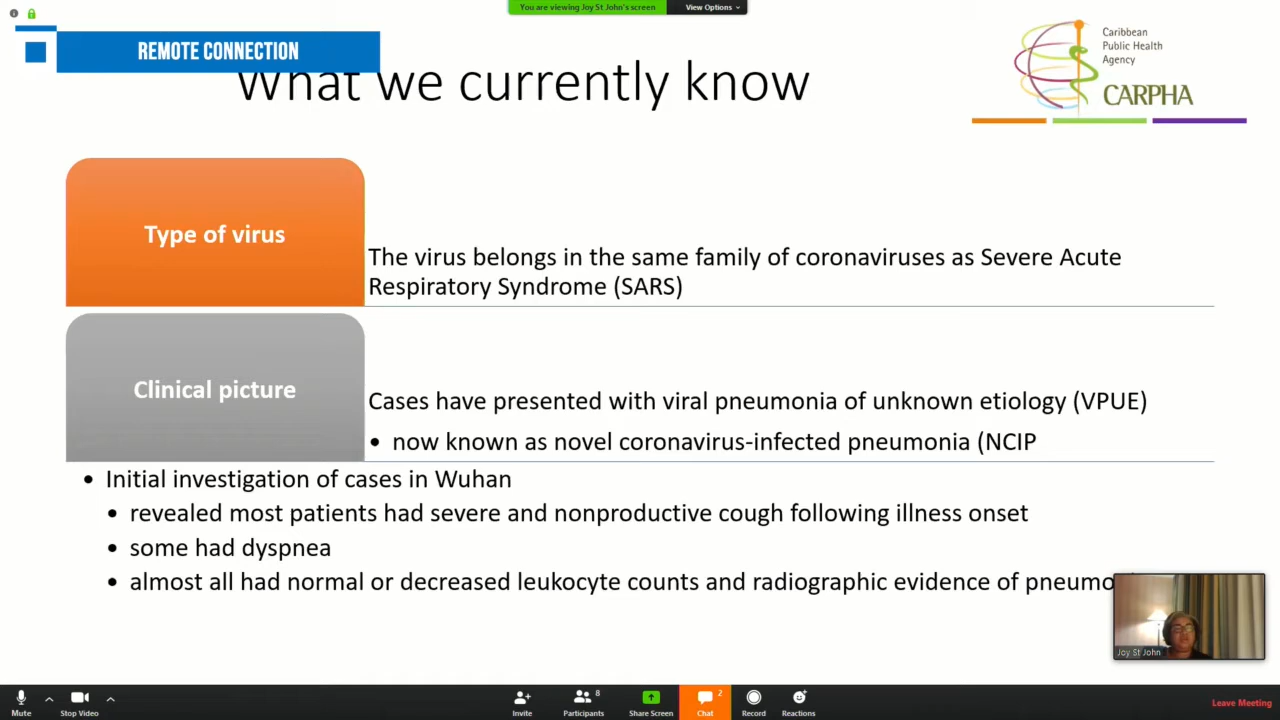 You are viewing Joy St John's screen
View Options
REMOTE CONNECTION
What we currently know
Caribbean
Public Health
Agency
CARPHA
Type of virus
The virus belongs in the same family of coronaviruses as Severe Acute
Respiratory Syndrome (SARS)
Clinical picture
Cases have presented with viral pneumonia of unknown etiology (VPUE)
• now known as novel coronavirus-infected pneumonia (NCIP
• Initial investigation of cases in Wuhan
• revealed most patients had severe and nonproductive cough following illness onset
• some had dyspnea
• almost all had normal or decreased leukocyte counts and radiographic evidence of
Joy St John
8
2
Mute
Stop Video
Invite
Participants
Share Screen
Chat
Record
Reactions
Leave Meeting